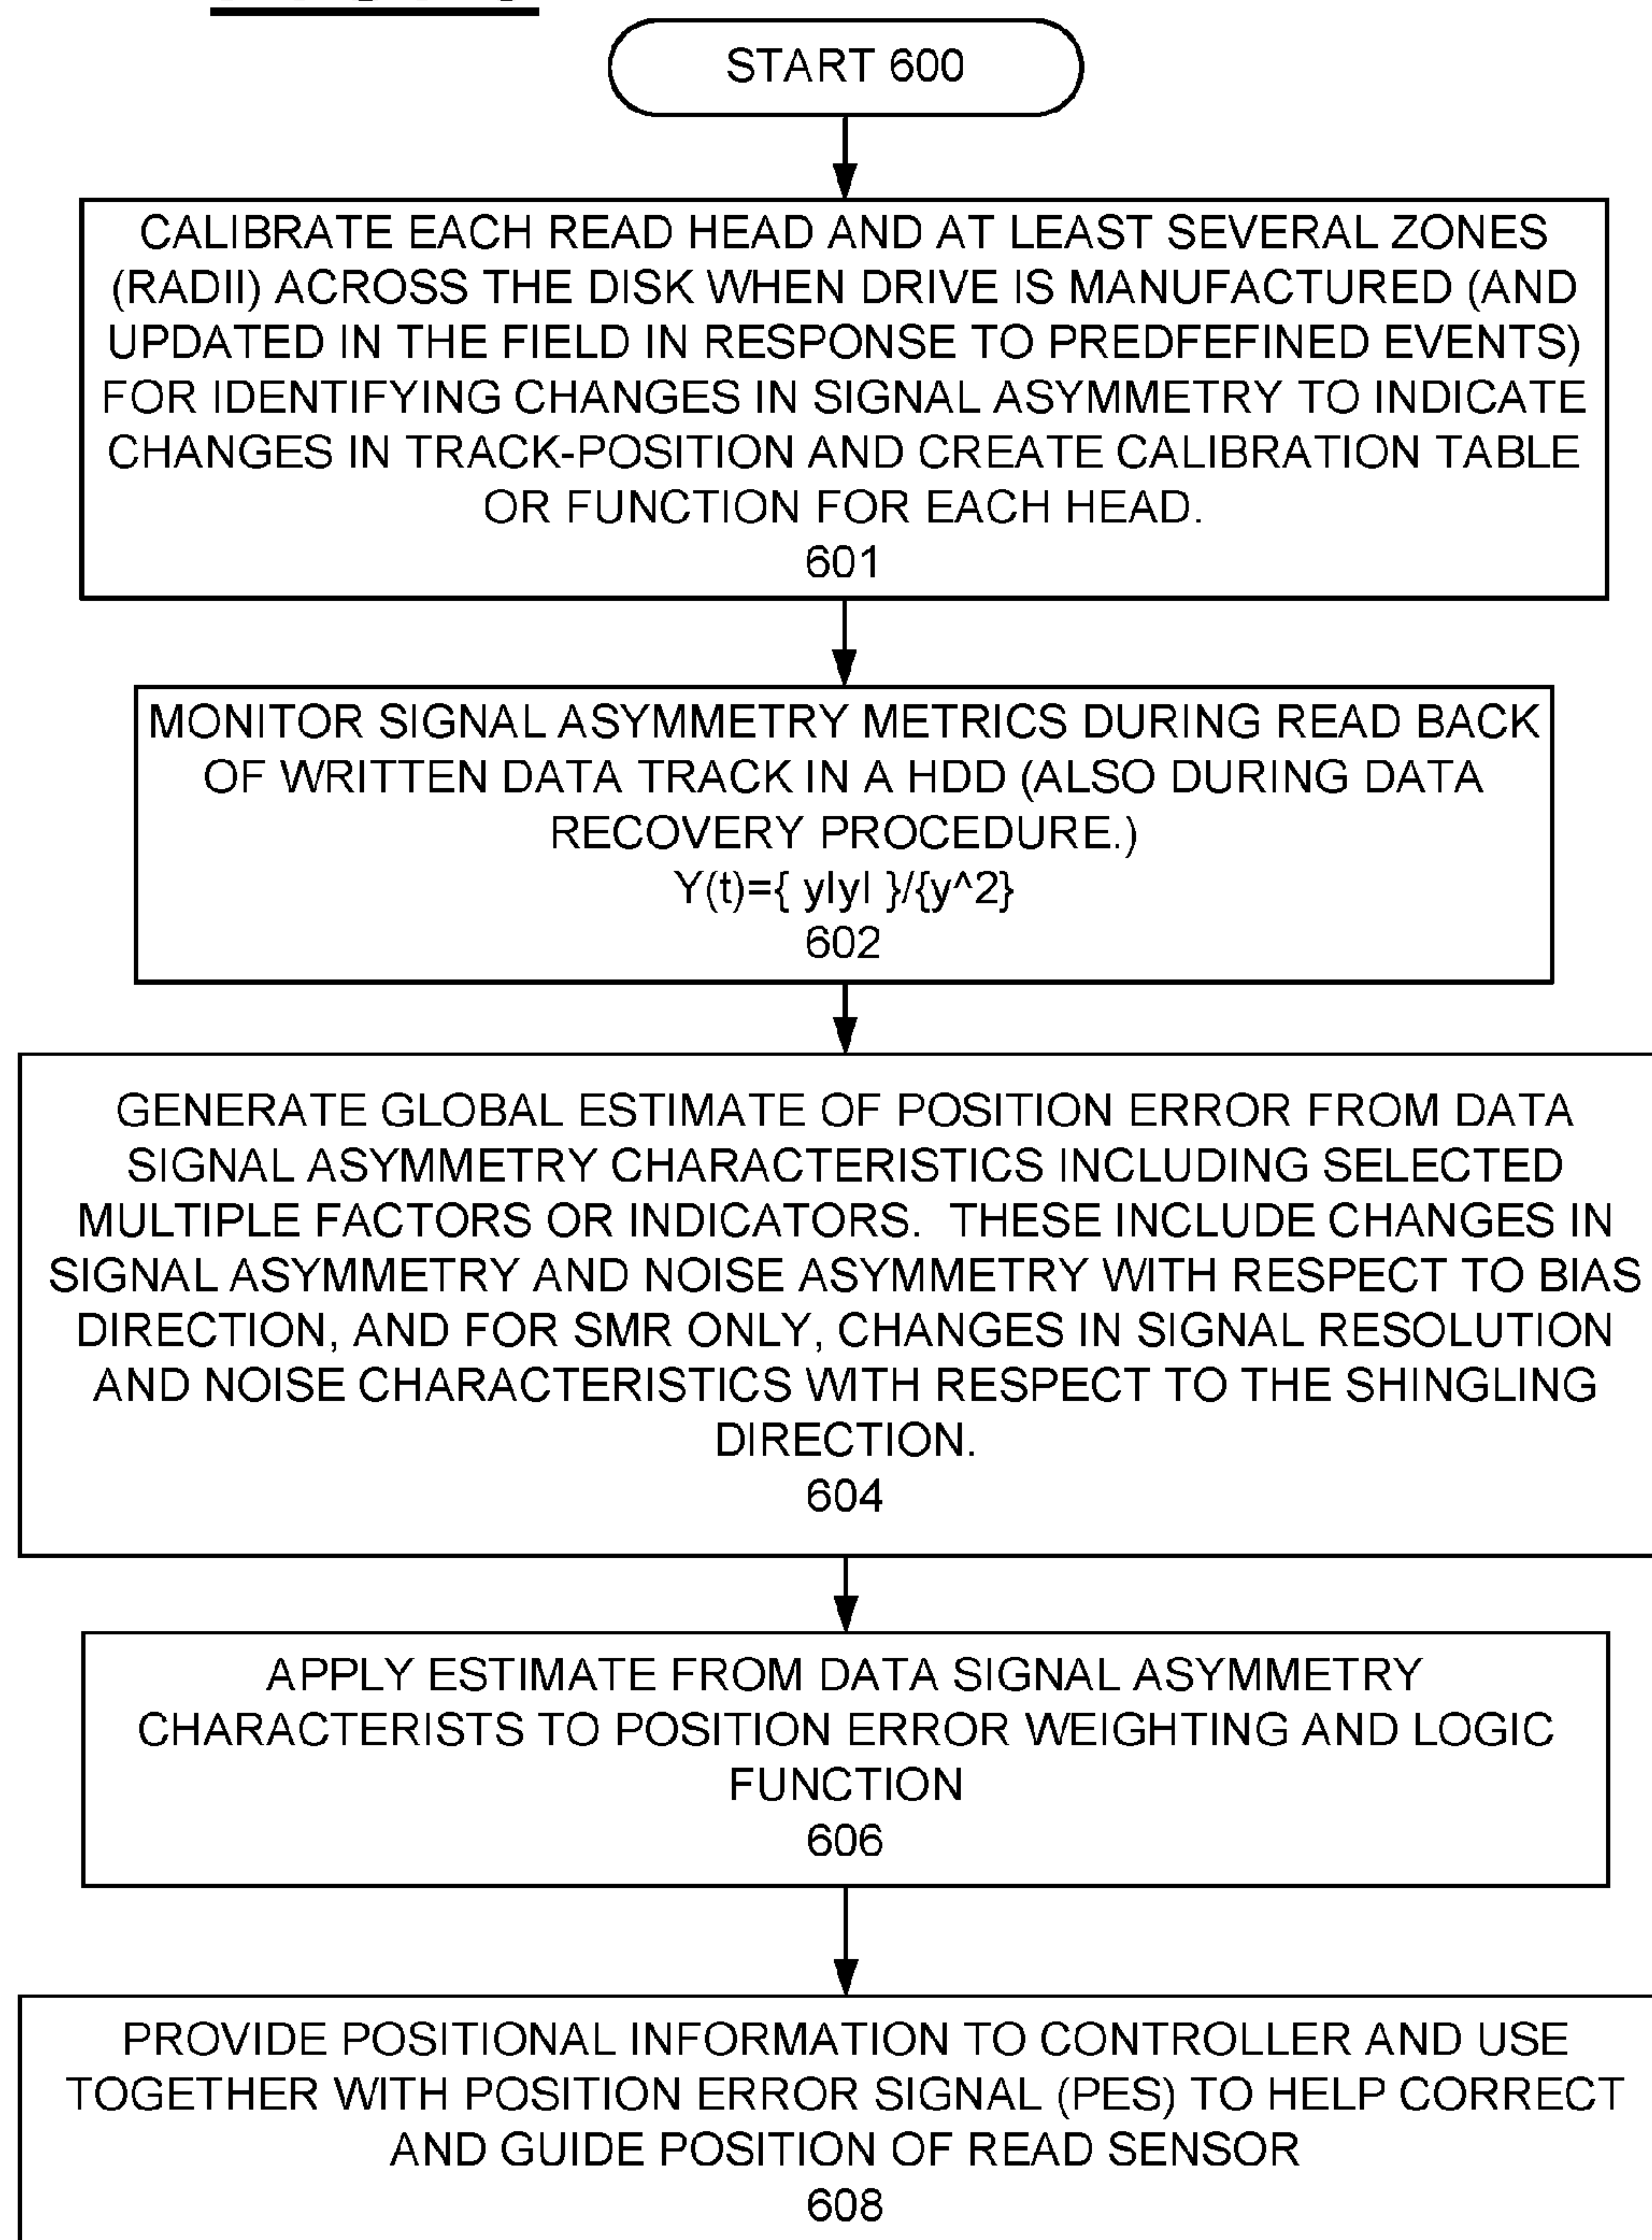 START 600
CALIBRATE EACH READ HEAD AND AT LEAST SEVERAL ZONES
(RADII) ACROSS THE DISK WHEN DRIVE IS MANUFACTURED (AND
UPDATED IN THE FIELD IN RESPONSE TO PREDFEFINED EVENTS)
FOR IDENTIFYING CHANGES IN SIGNAL ASYMMETRY TO INDICATE
CHANGES IN TRACK-POSITION AND CREATE CALIBRATION TABLE
OR FUNCTION FOR EACH HEAD.
601
MONITOR SIGNAL ASYMMETRY METRICS DURING READ BACK
OF WRITTEN DATA TRACK IN A HDD (ALSO DURING DATA
RECOVERY PROCEDURE.)
Y(t)={ y|y| }/{y^2}
602
GENERATE GLOBAL ESTIMATE OF POSITION ERROR FROM DATA
SIGNAL ASYMMETRY CHARACTERISTICS INCLUDING SELECTED
MULTIPLE FACTORS OR INDICATORS. THESE INCLUDE CHANGES IN
SIGNAL ASYMMETRY AND NOISE ASYMMETRY WITH RESPECT TO BIAS
DIRECTION, AND FOR SMR ONLY, CHANGES IN SIGNAL RESOLUTION
AND NOISE CHARACTERISTICS WITH RESPECT TO THE SHINGLING
DIRECTION.
604
APPLY ESTIMATE FROM DATA SIGNAL ASYMMETRY
CHARACTERISTS TO POSITION ERROR WEIGHTING AND LOGIC
FUNCTION
606
PROVIDE POSITIONAL INFORMATION TO CONTROLLER AND USE
TOGETHER WITH POSITION ERROR SIGNAL (PES) TO HELP CORRECT
AND GUIDE POSITION OF READ SENSOR
608